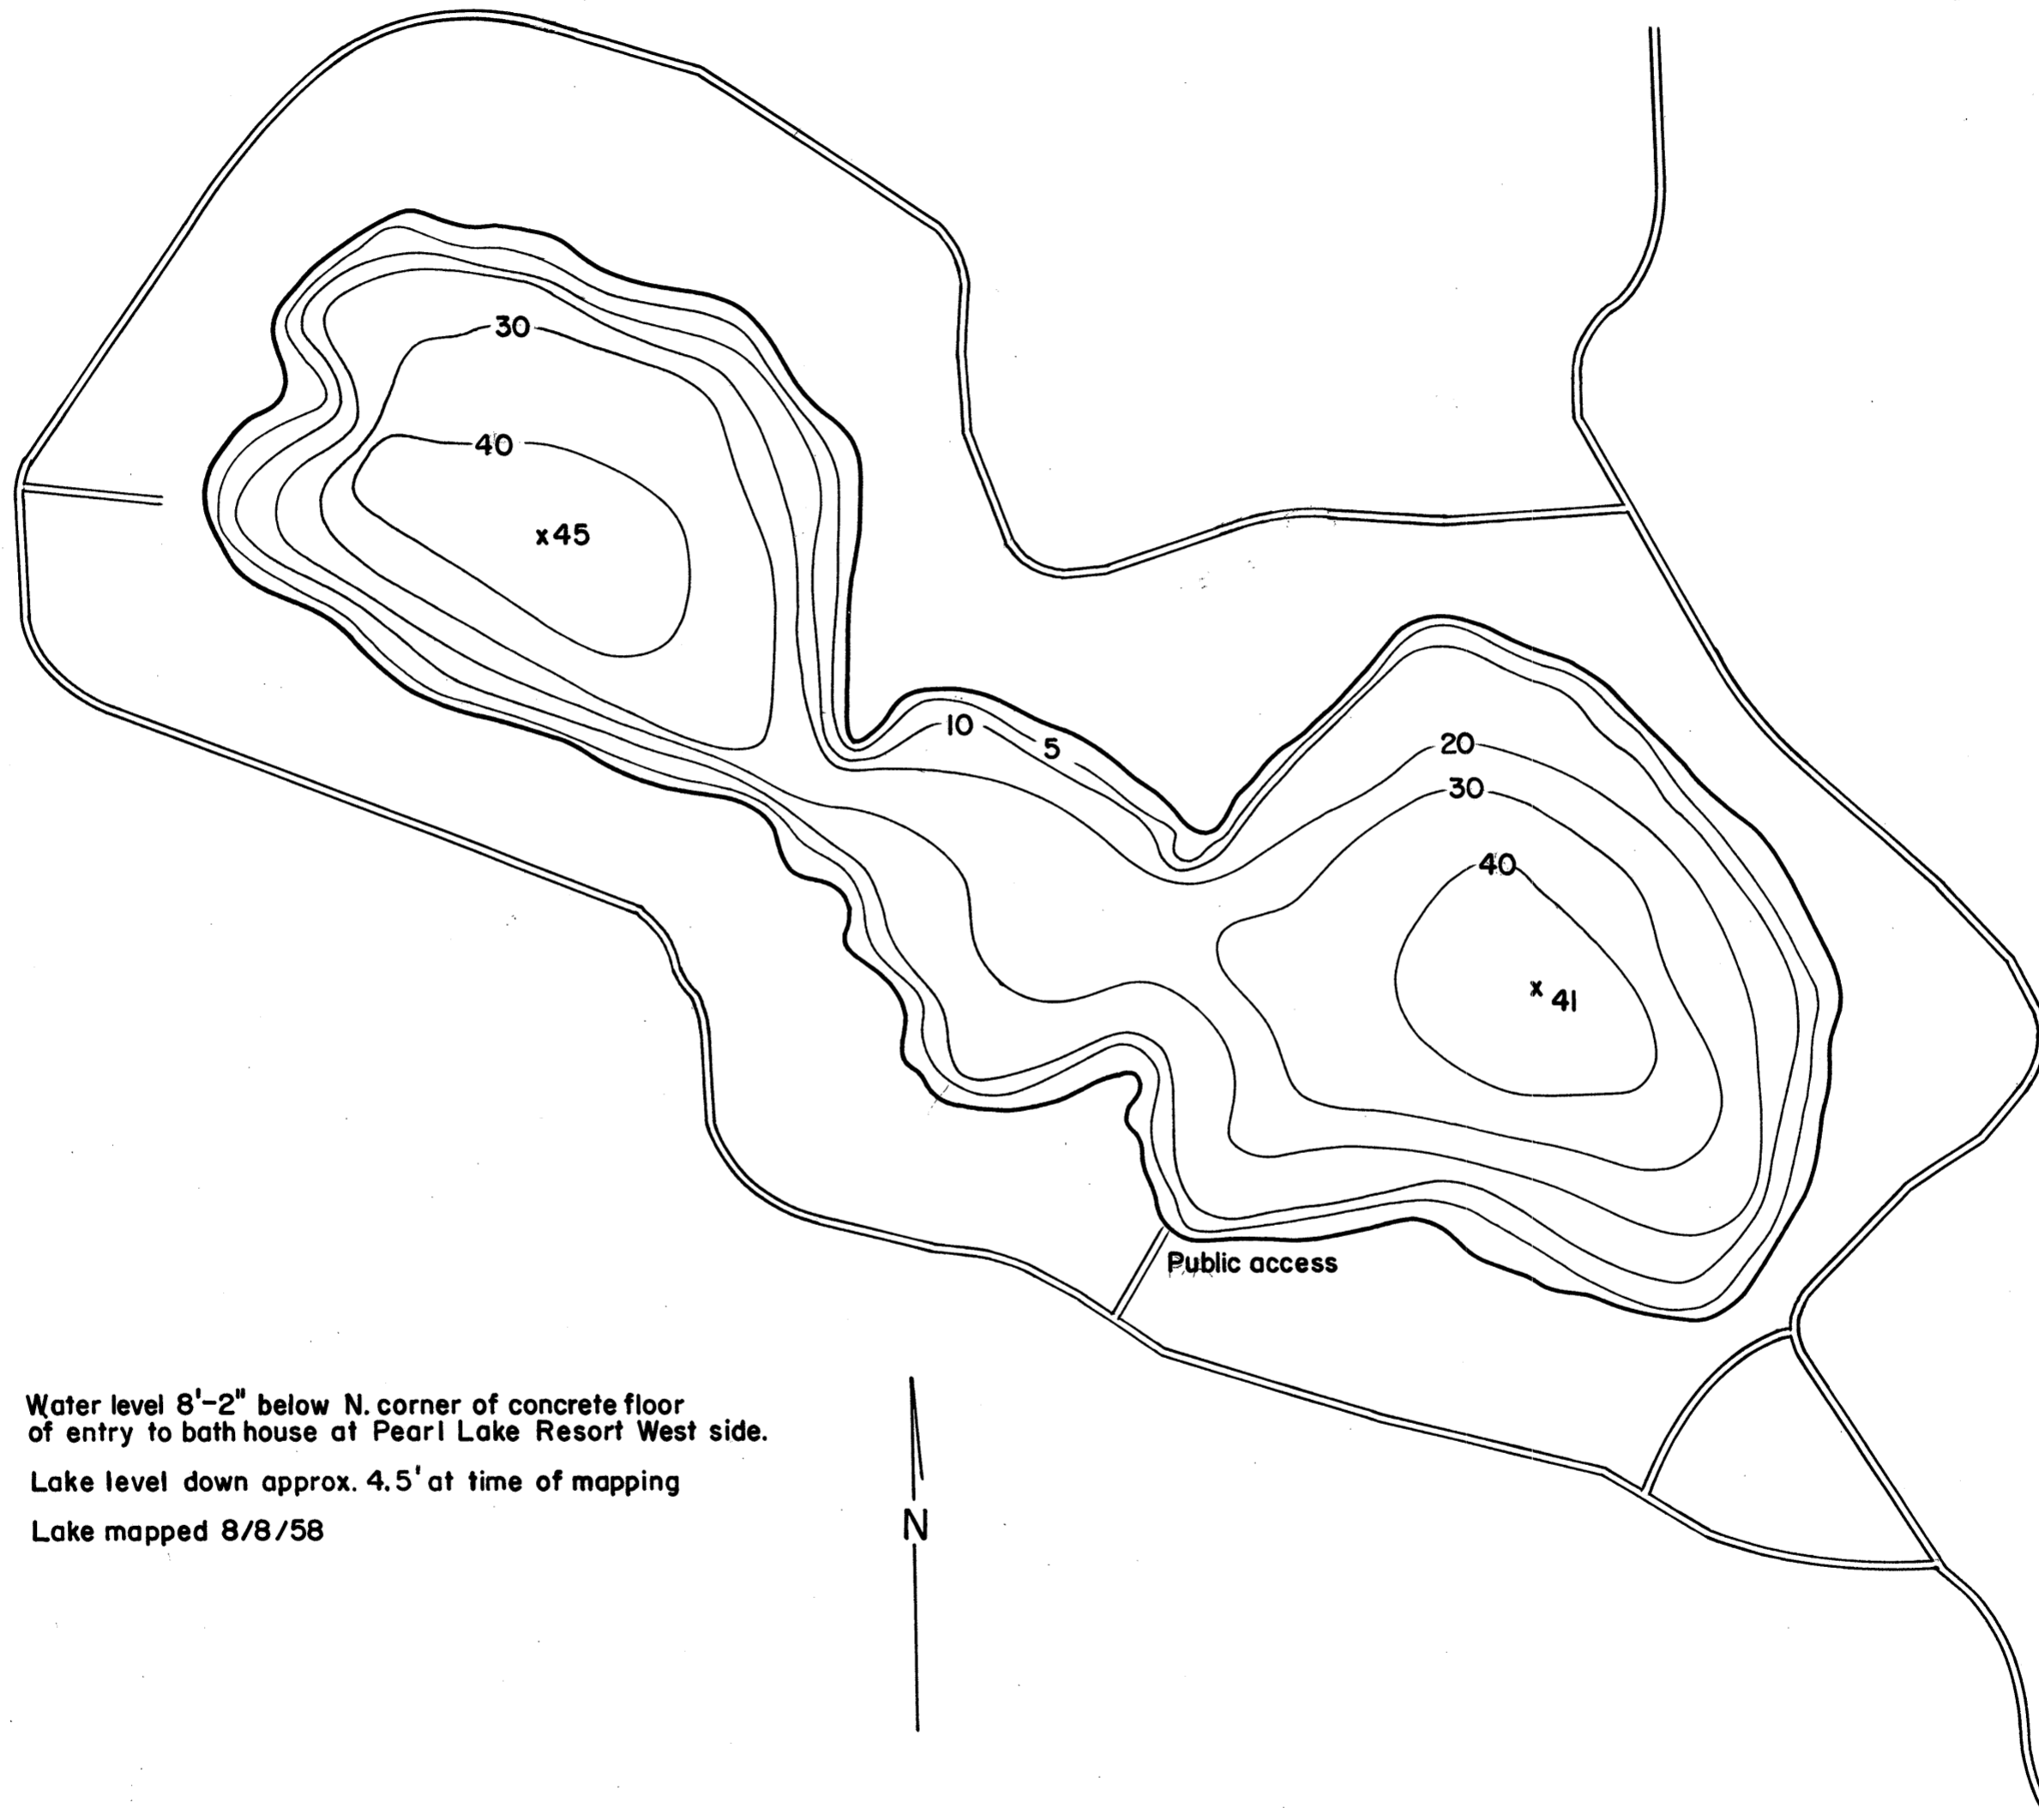 30
40
x45
10
5
20
30
40
x 41
Public access
Water level 8'-2" below N. corner of concrete floor
of entry to bath house at Pearl Lake Resort West side.
Lake level down approx. 4.5' at time of mapping
Lake mapped 8/8/58
N